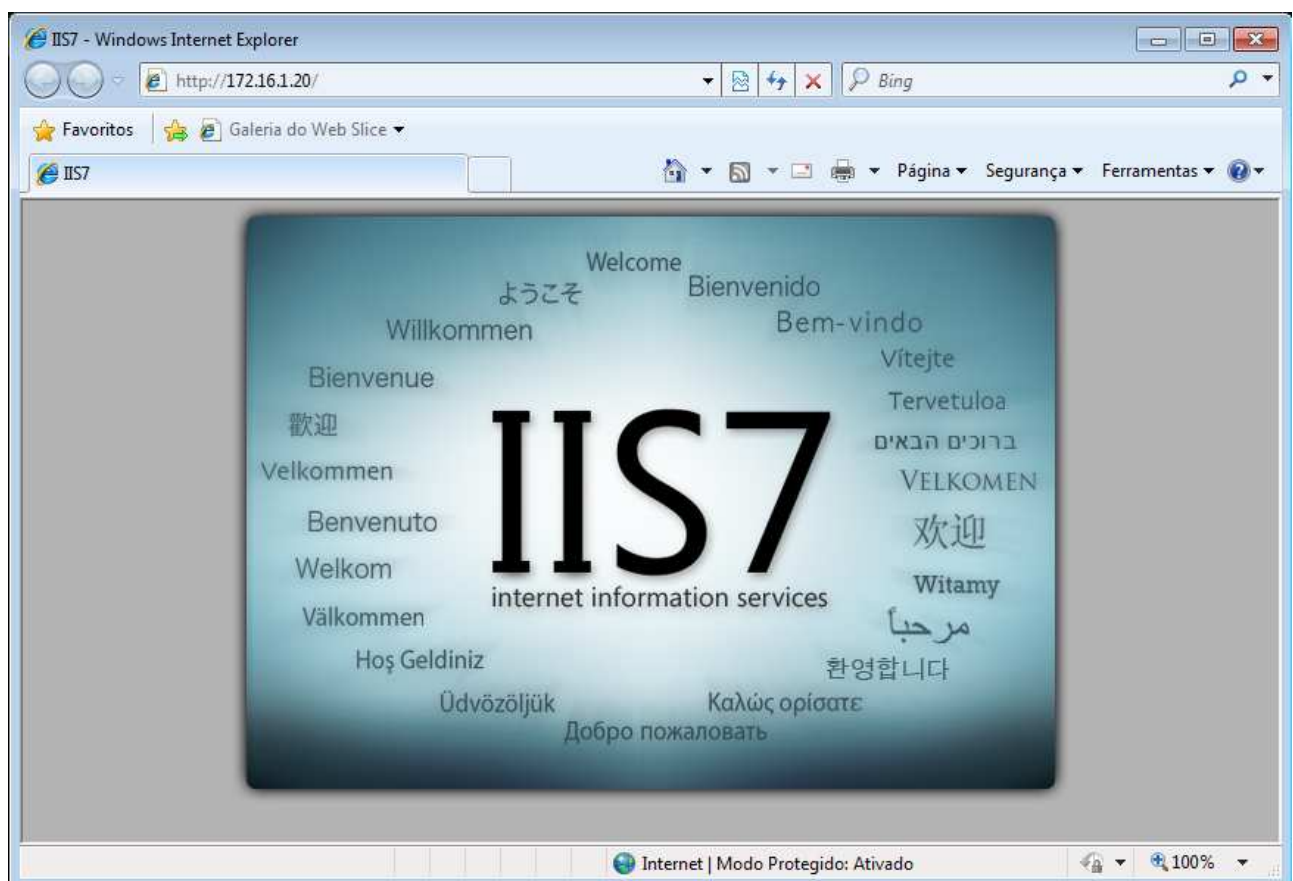 IIS7 - Windows Internet Explorer
http://172.16.1.20/
Bing
Favoritos
Galeria do Web Slice
IIS7
Página
Segurança
Ferramentas
Welcome
ようこそ
Bienvenido
Willkommen
Bem-vindo
Vítejte
Bienvenue
Tervetuloa
歡迎
ברוכים הבאים
Velkommen
VELKOMEN
IIS7
Benvenuto
欢迎
Welkom
Witamy
internet information services
Välkommen
مرحباً
Hoş Geldiniz
환영합니다
Üdvözöljük
Καλώς ορίσατε
Добро пожаловать
Internet | Modo Protegido: Ativado
100%